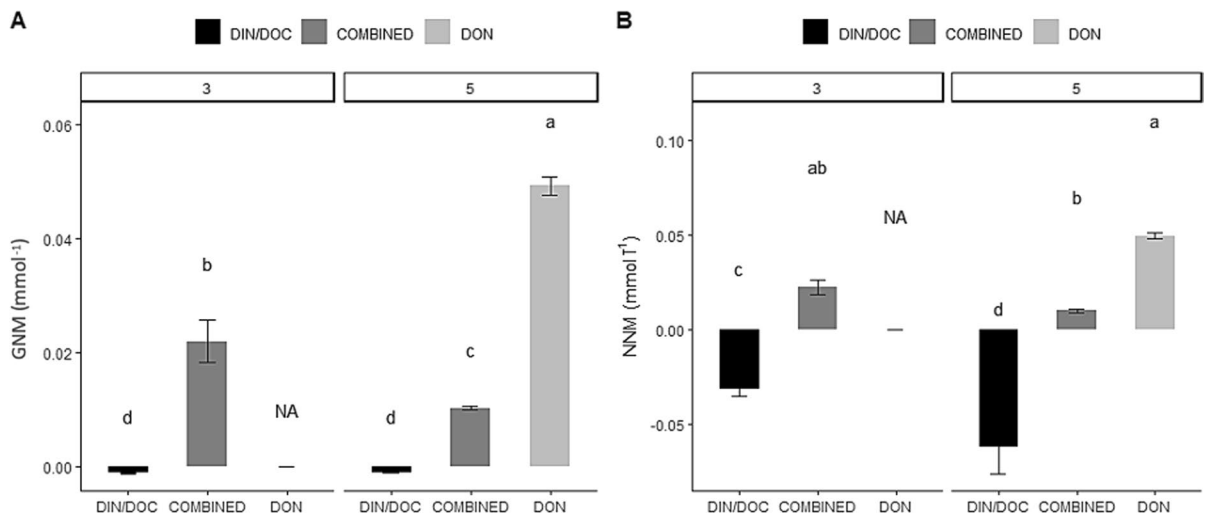 A
DIN/DOC COMBINED DON
3 5
GNM (mmol⁻¹)
0.06
0.04
0.02
0.00
d
b
NA
d
c
a
DIN/DOC COMBINED DON DIN/DOC COMBINED DON
B
DIN/DOC COMBINED DON
3 5
NNM (mmol T¹)
0.10
0.05
0.00
-0.05
c
ab
NA
d
b
a
DIN/DOC COMBINED DON DIN/DOC COMBINED DON